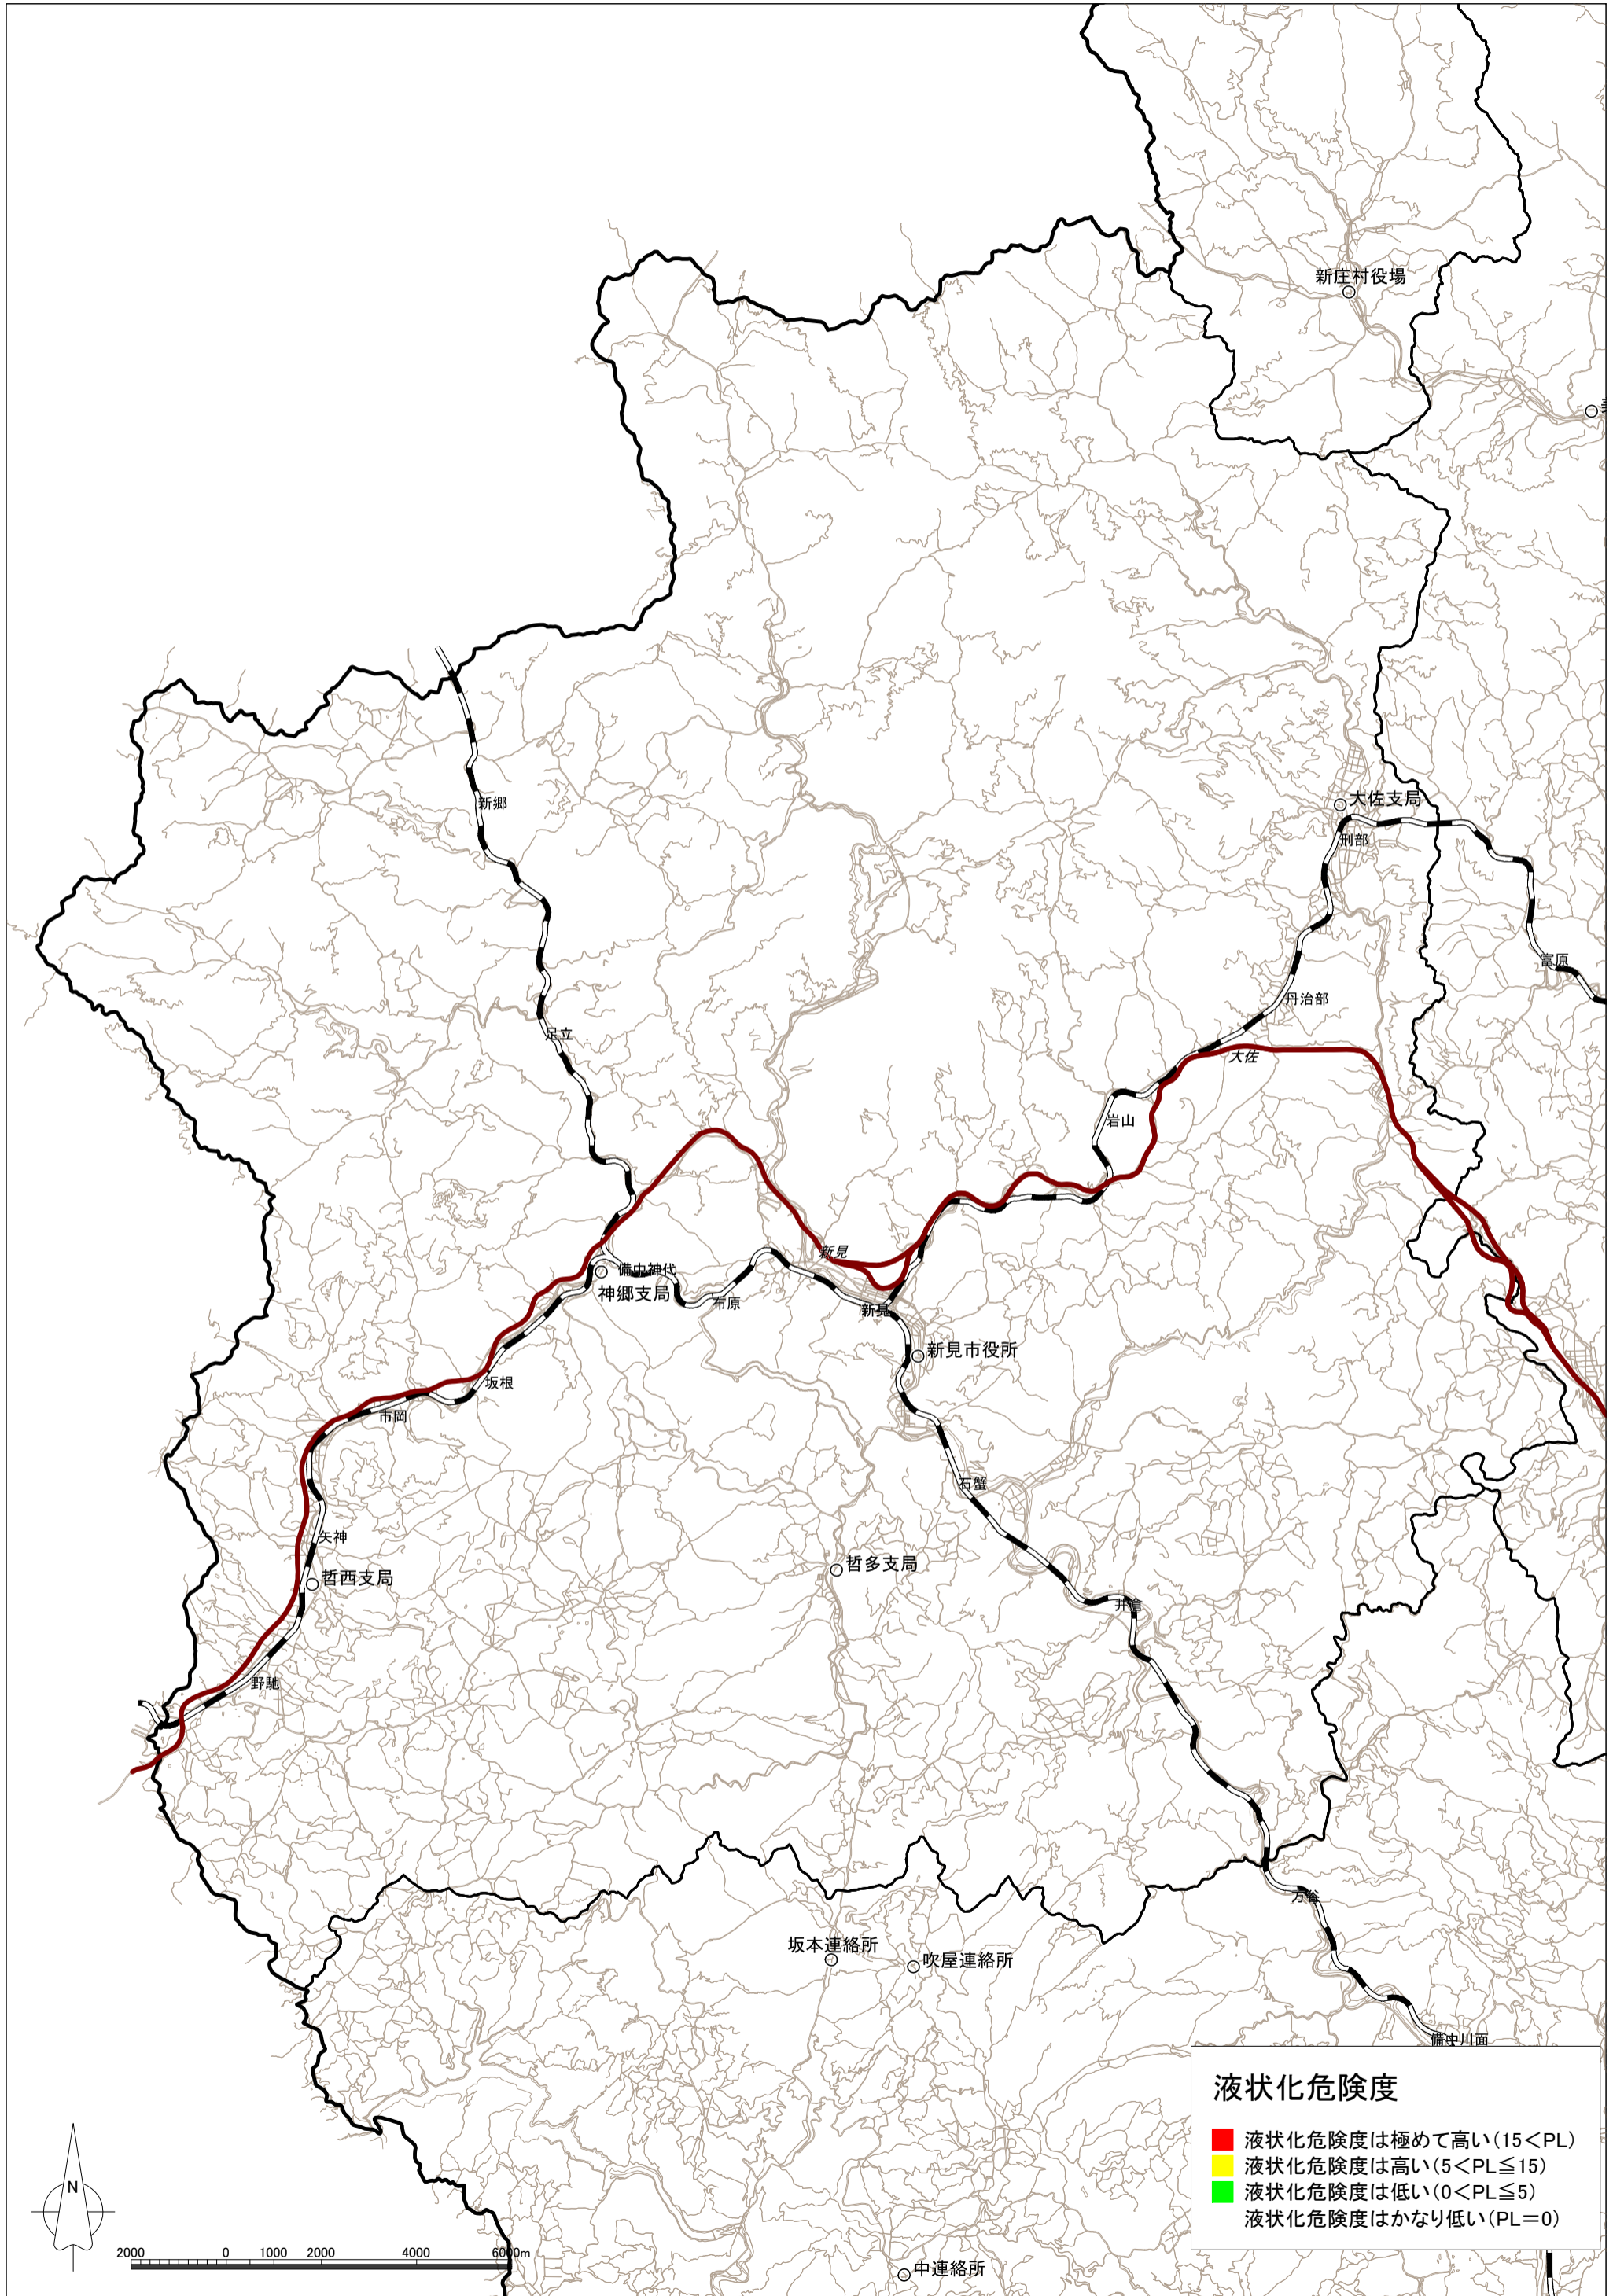 新庄村役場
新郷
大佐支局
刑部
富原
丹治部
足立
大佐
岩山
新見
備中神代
神郷支局
布原
新見
新見市役所
坂根
市岡
石蟹
矢神
哲多支局
哲西支局
井倉
野馳
方谷
坂本連絡所
吹屋連絡所
備中川面
液状化危険度
液状化危険度は極めて高い(15<PL)
液状化危険度は高い(5<PL≦15)
液状化危険度は低い(0<PL≦5)
液状化危険度はかなり低い(PL=0)
N
2000 0 1000 2000 4000 6000m
中連絡所